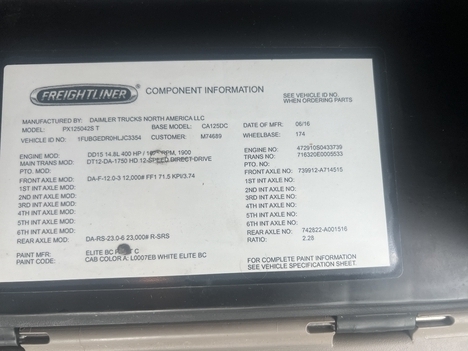 FREIGHTLINER
COMPONENT INFORMATION
SEE VEHICLE ID NO.
WHEN ORDERING PARTS
MANUFACTURED BY: DAIMLER TRUCKS NORTH AMERICA LLC
MODEL: PX125042S T BASE MODEL: CA125DC DATE OF MFR: 06/16
VEHICLE ID NO: 1FUBGEDR0HLJC3354 CUSTOMER: M74689 WHEELBASE: 174
ENGINE MOD: DD15 14.8L 400 HP / RPM, 1900 ENGINE NO: 472910S0433739
MAIN TRANS MOD: DT12-DA-1750 HD 12-SPEED DIRECT DRIVE TRANS NO: 716320E0005533
PTO. MOD: PTO. NO:
FRONT AXLE MOD: DA-F-12.0-3 12,000# FF1 71.5 KPI/3.74 FRONT AXLE NO: 739912-A714515
1ST INT AXLE MOD: 1ST INT AXLE NO:
2ND INT AXLE MOD: 2ND INT AXLE NO:
3RD INT AXLE MOD: 3RD INT AXLE NO:
4TH INT AXLE MOD: 4TH INT AXLE NO:
5TH INT AXLE MOD: 5TH INT AXLE NO:
6TH INT AXLE MOD: 6TH INT AXLE NO:
REAR AXLE MOD: DA-RS-23.0-6 23,000# R-SRS REAR AXLE NO: 742822-A001516
RATIO: 2.28
PAINT MFR: ELITE BC C
PAINT CODE: CAB COLOR A: L0007EB WHITE ELITE BC
FOR COMPLETE PAINT INFORMATION
SEE VEHICLE SPECIFICATION SHEET.